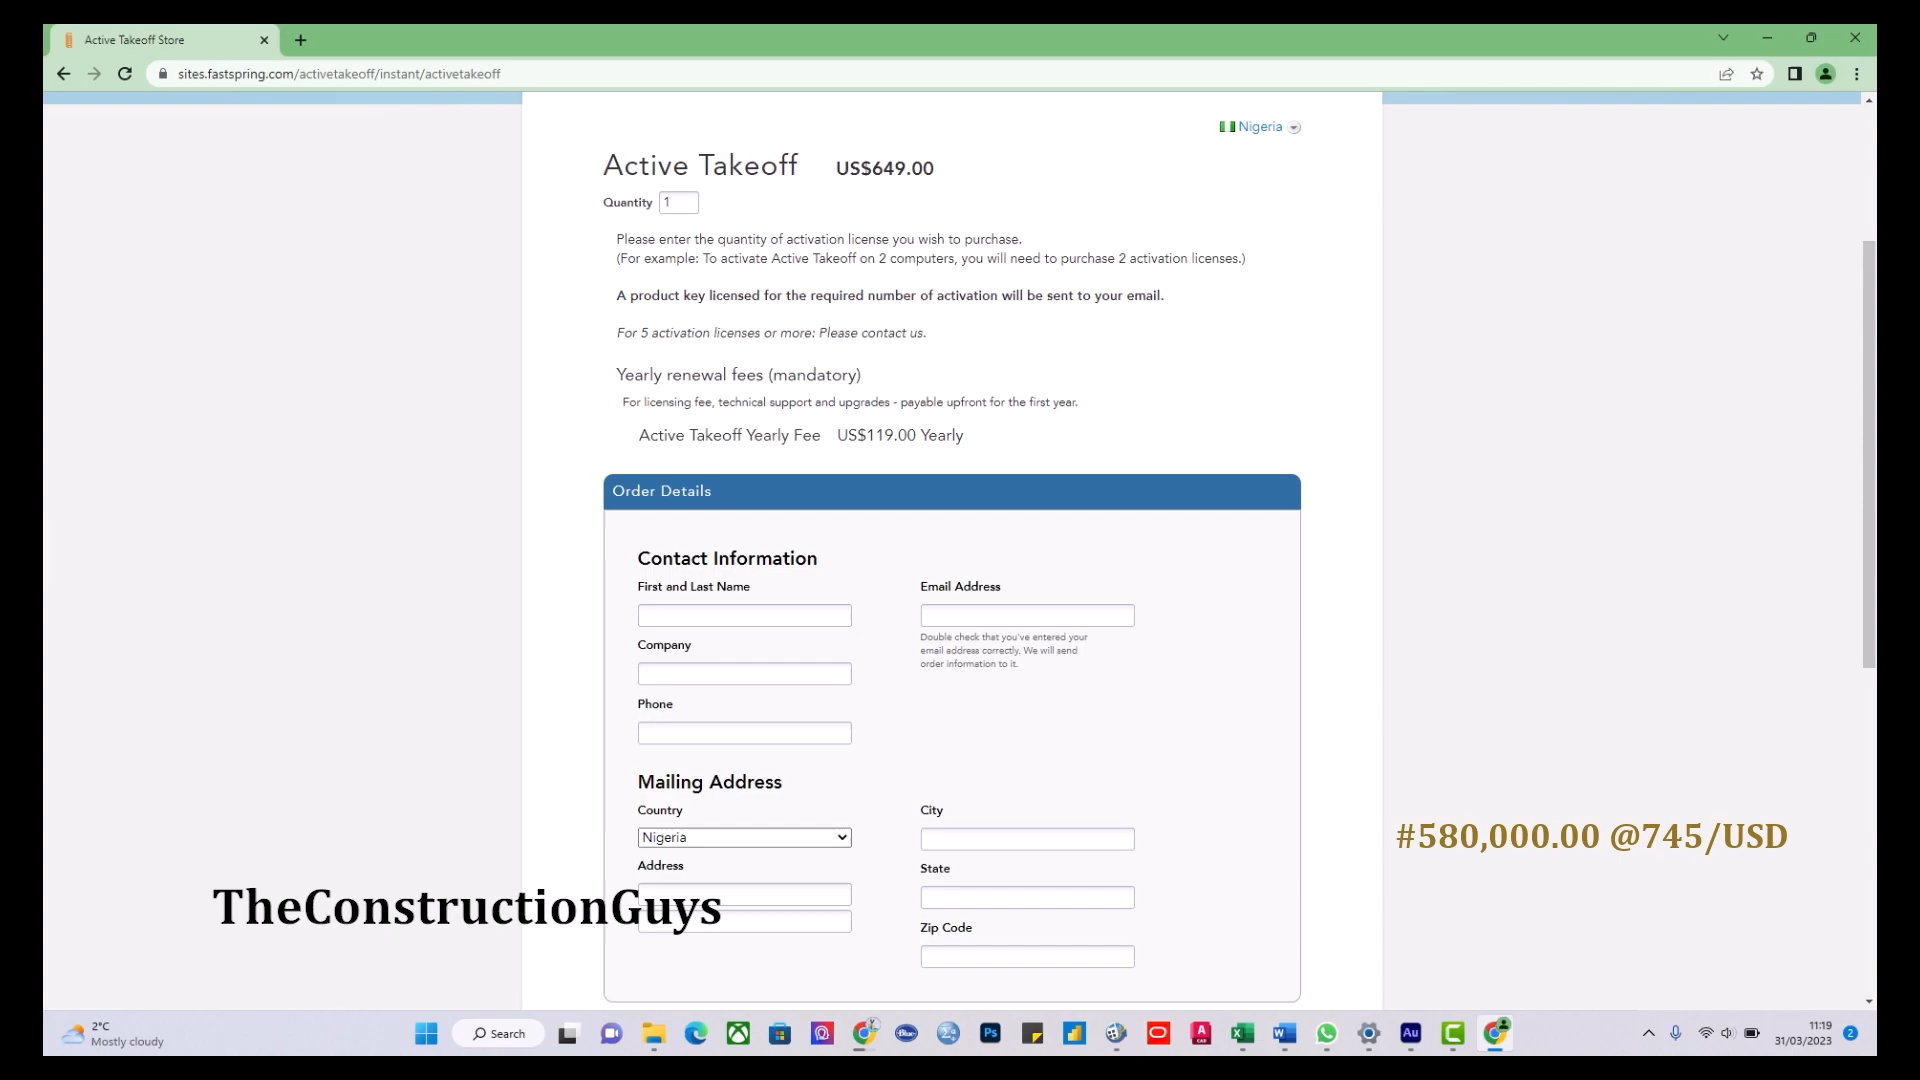 Active Takeoff Store
sites.fastspring.com/activetakeoff/instant/activetakeoff
Nigeria
Active Takeoff US$649.00
Quantity 1
Please enter the quantity of activation license you wish to purchase.
(For example: To activate Active Takeoff on 2 computers, you will need to purchase 2 activation licenses.)
A product key licensed for the required number of activation will be sent to your email.
For 5 activation licenses or more: Please contact us.
Yearly renewal fees (mandatory)
For licensing fee, technical support and upgrades - payable upfront for the first year.
Active Takeoff Yearly Fee US$119.00 Yearly
Order Details
Contact Information
First and Last Name
Email Address
Double check that you've entered your
email address correctly. We will send
order information to it.
Company
Phone
Mailing Address
Country
City
Nigeria
#580,000.00 @745/USD
Address
State
TheConstructionGuys
Zip Code
2°C
Mostly cloudy
Search
Ps
Au
11:19
31/03/2023
2